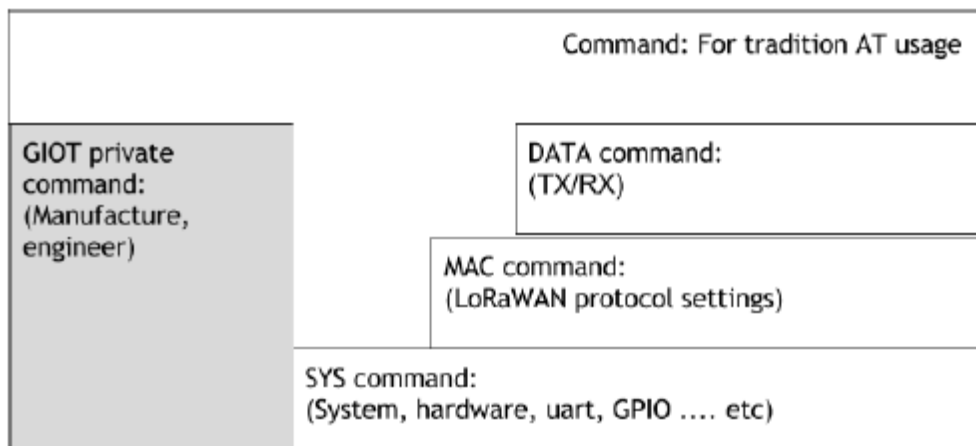 Command: For tradition AT usage
GIOT private
command:
(Manufacture,
engineer)
DATA command:
(TX/RX)
MAC command:
(LoRaWAN protocol settings)
SYS command:
(System, hardware, uart, GPIO .... etc)